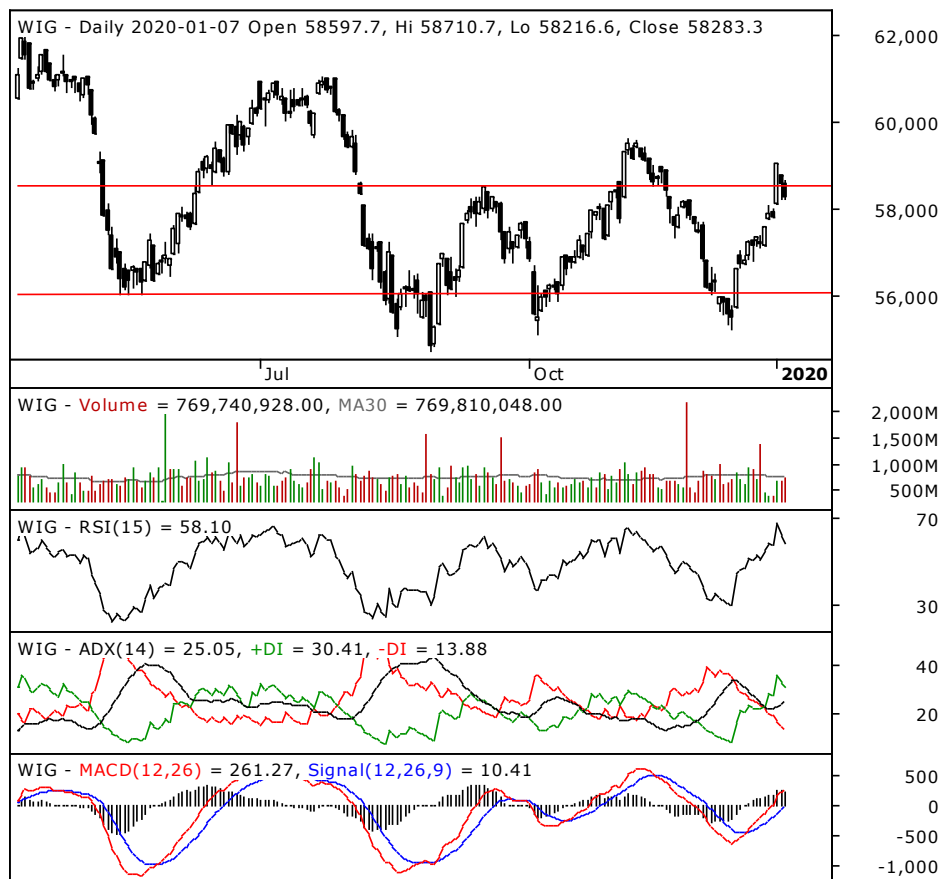 WIG - Daily 2020-01-07 Open 58597.7, Hi 58710.7, Lo 58216.6, Close 58283.3
62,000
60,000
58,000
56,000
Jul Oct 2020
WIG - Volume = 769,740,928.00, MA30 = 769,810,048.00
2,000M
1,500M
1,000M
500M
WIG - RSI(15) = 58.10
70
30
WIG - ADX(14) = 25.05, +DI = 30.41, -DI = 13.88
40
20
WIG - MACD(12,26) = 261.27, Signal(12,26,9) = 10.41
500
0
-500
-1,000